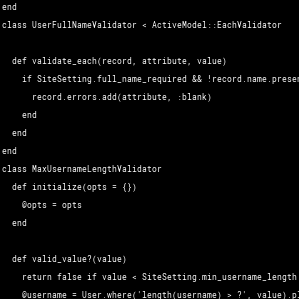 end
class UserFullNameValidator < ActiveModel::EachValidator
def validate_each(record, attribute, value)
if SiteSetting.full_name_required && !record.name.presen
record.errors.add(attribute, :blank)
end
end
end
class MaxUsernameLengthValidator
def initialize(opts = {})
@opts = opts
end
def valid_value?(value)
return false if value < SiteSetting.min_username_length
@username = User.where('length(username) > ?', value).pl